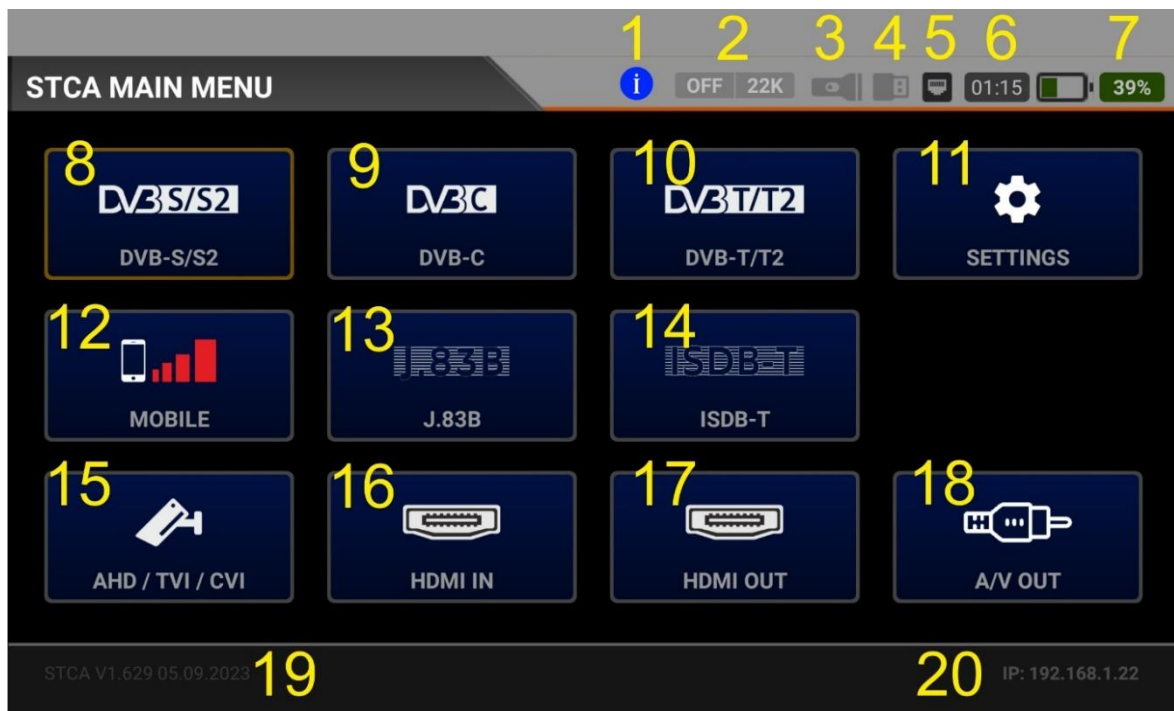 1 2 3 4 5 6 7
STCA MAIN MENU
i OFF 22K 01:15 39%
8 9 10 11
DVB S/S2 DVB C DVB T/T2
DVB-S/S2 DVB-C DVB-T/T2 SETTINGS
12 13 14
J.83B ISDB-T
MOBILE J.83B ISDB-T
15 16 17 18
AHD / TVI / CVI HDMI IN HDMI OUT A/V OUT
STCA V1.629 05.09.2023 19 20 IP: 192.168.1.22